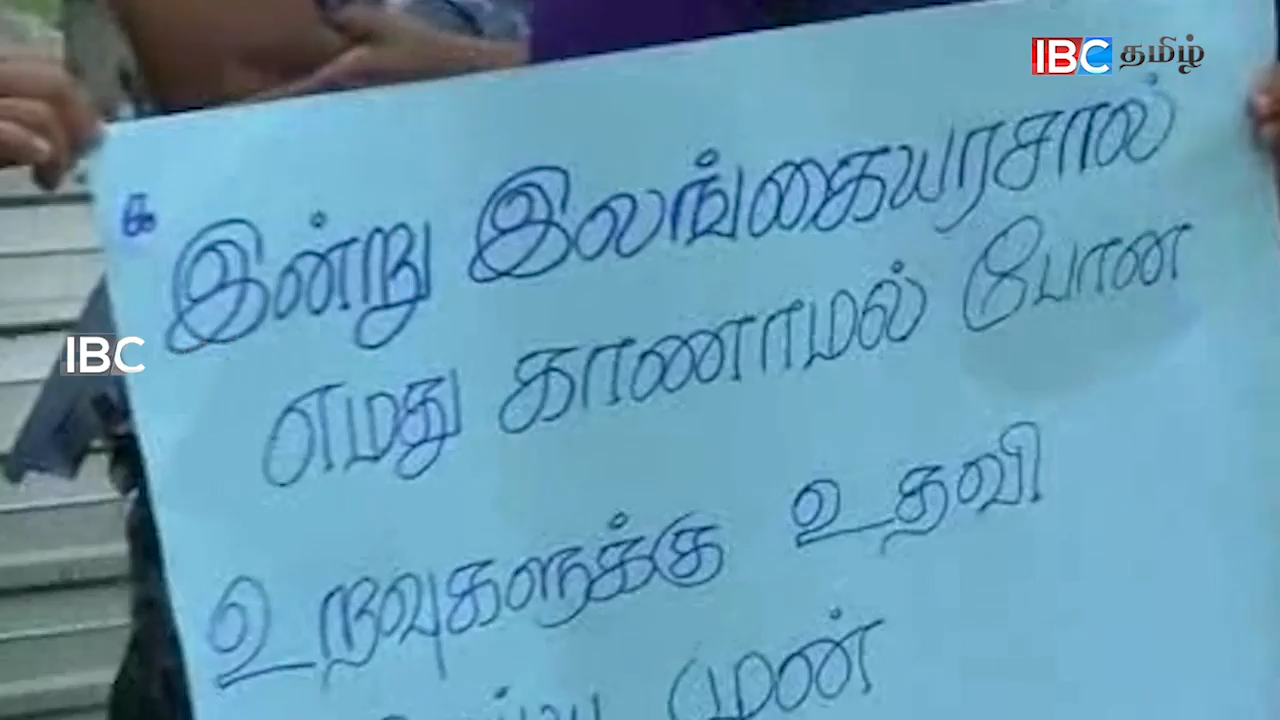 IBC தமிழ்
இன்று இலங்கையரசால்
எமது காணாமல் போன
IBC
உறவுகளுக்கு உதவி
முன்